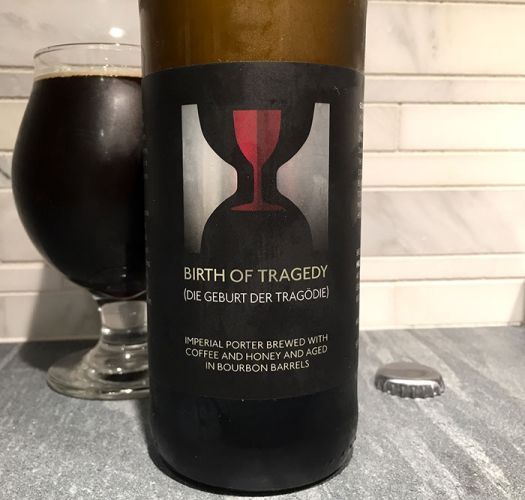 BIRTH OF TRAGEDY
(DIE GEBURT DER TRAGÖDIE)
IMPERIAL PORTER BREWED WITH
COFFEE AND HONEY AND AGED
IN BOURBON BARRELS